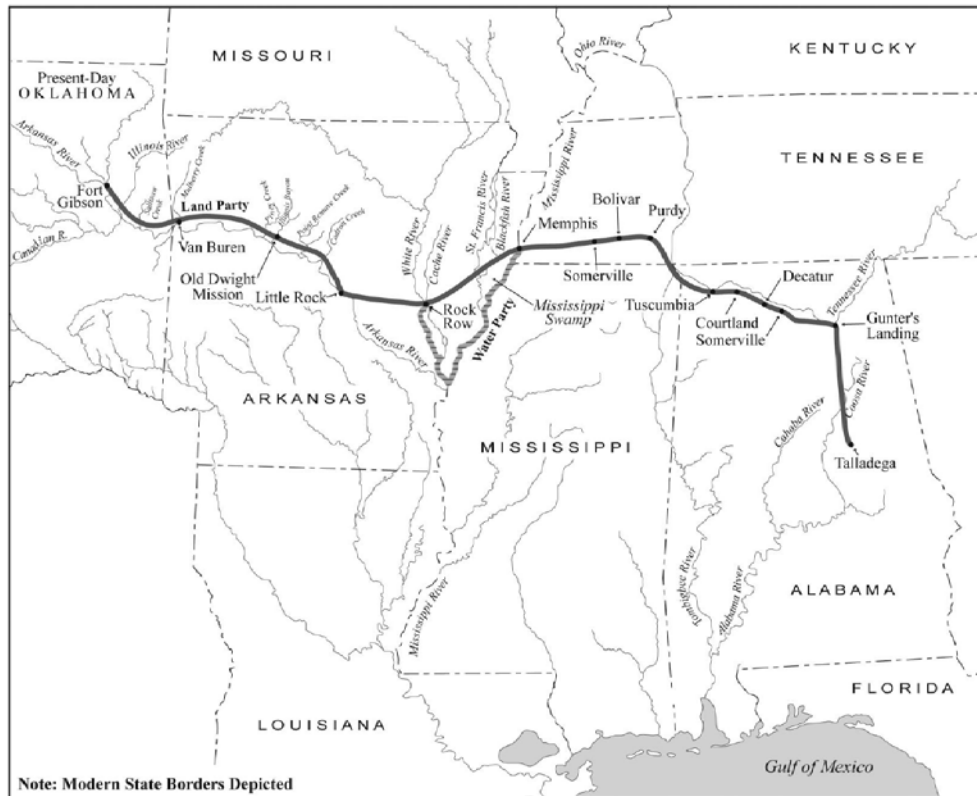 MISSOURI
KENTUCKY
Ohio River
Present-Day
OKLAHOMA
Arkansas River
Illinois River
Mulberry Creek
TENNESSEE
Mississippi River
St. Francis River
Blackfish River
Fort
Gibson
Land Party
Canadian R.
Van Buren
Old Dwight
Mission
Little Rock
White River
Cache River
Memphis
Bolivar
Purdy
Somerville
Rock
Row
Water Party
Mississippi
Swamp
Arkansas River
Tuscumbia
Courtland
Somerville
Decatur
Tennessee River
Gunter's
Landing
ARKANSAS
MISSISSIPPI
Cahaba River
Coosa River
Talladega
Mississippi River
Tombigbee River
Alabama River
ALABAMA
LOUISIANA
FLORIDA
Gulf of Mexico
Note: Modern State Borders Depicted